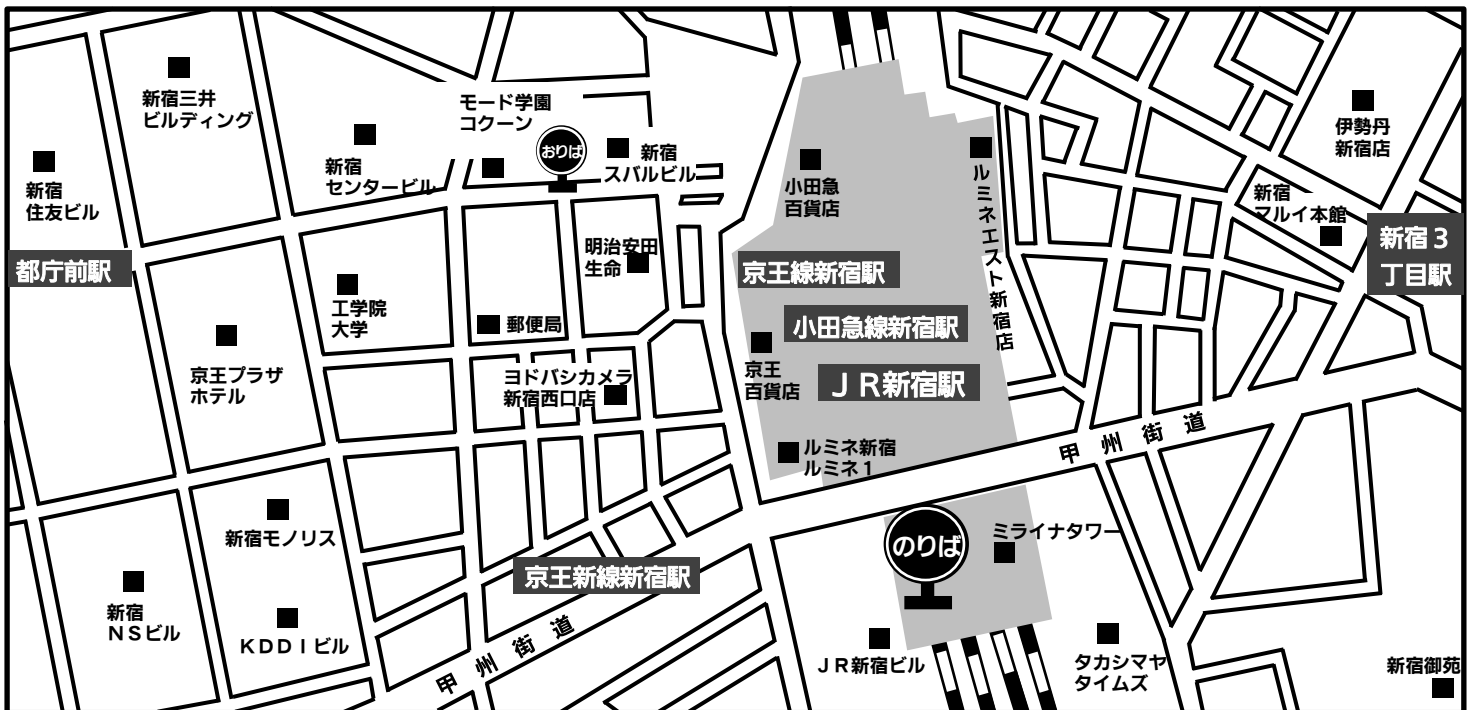 新宿三井
ビルディング
モード学園
コクーン
おりば
新宿
スバルビル
新宿
センタービル
新宿
住友ビル
小田急
百貨店
ルミネエスト新宿店
伊勢丹
新宿店
新宿
マルイ本館
新宿3
丁目駅
都庁前駅
明治安田
生命
京王線新宿駅
工学院
大学
郵便局
小田急線新宿駅
京王プラザ
ホテル
ヨドバシカメラ
新宿西口店
京王
百貨店
JR新宿駅
ルミネ新宿
ルミネ1
甲州街道
新宿モノリス
のりば
ミライナタワー
京王新線新宿駅
新宿
NSビル
KDDIビル
甲州街道
JR新宿ビル
タカシマヤ
タイムズ
新宿御苑